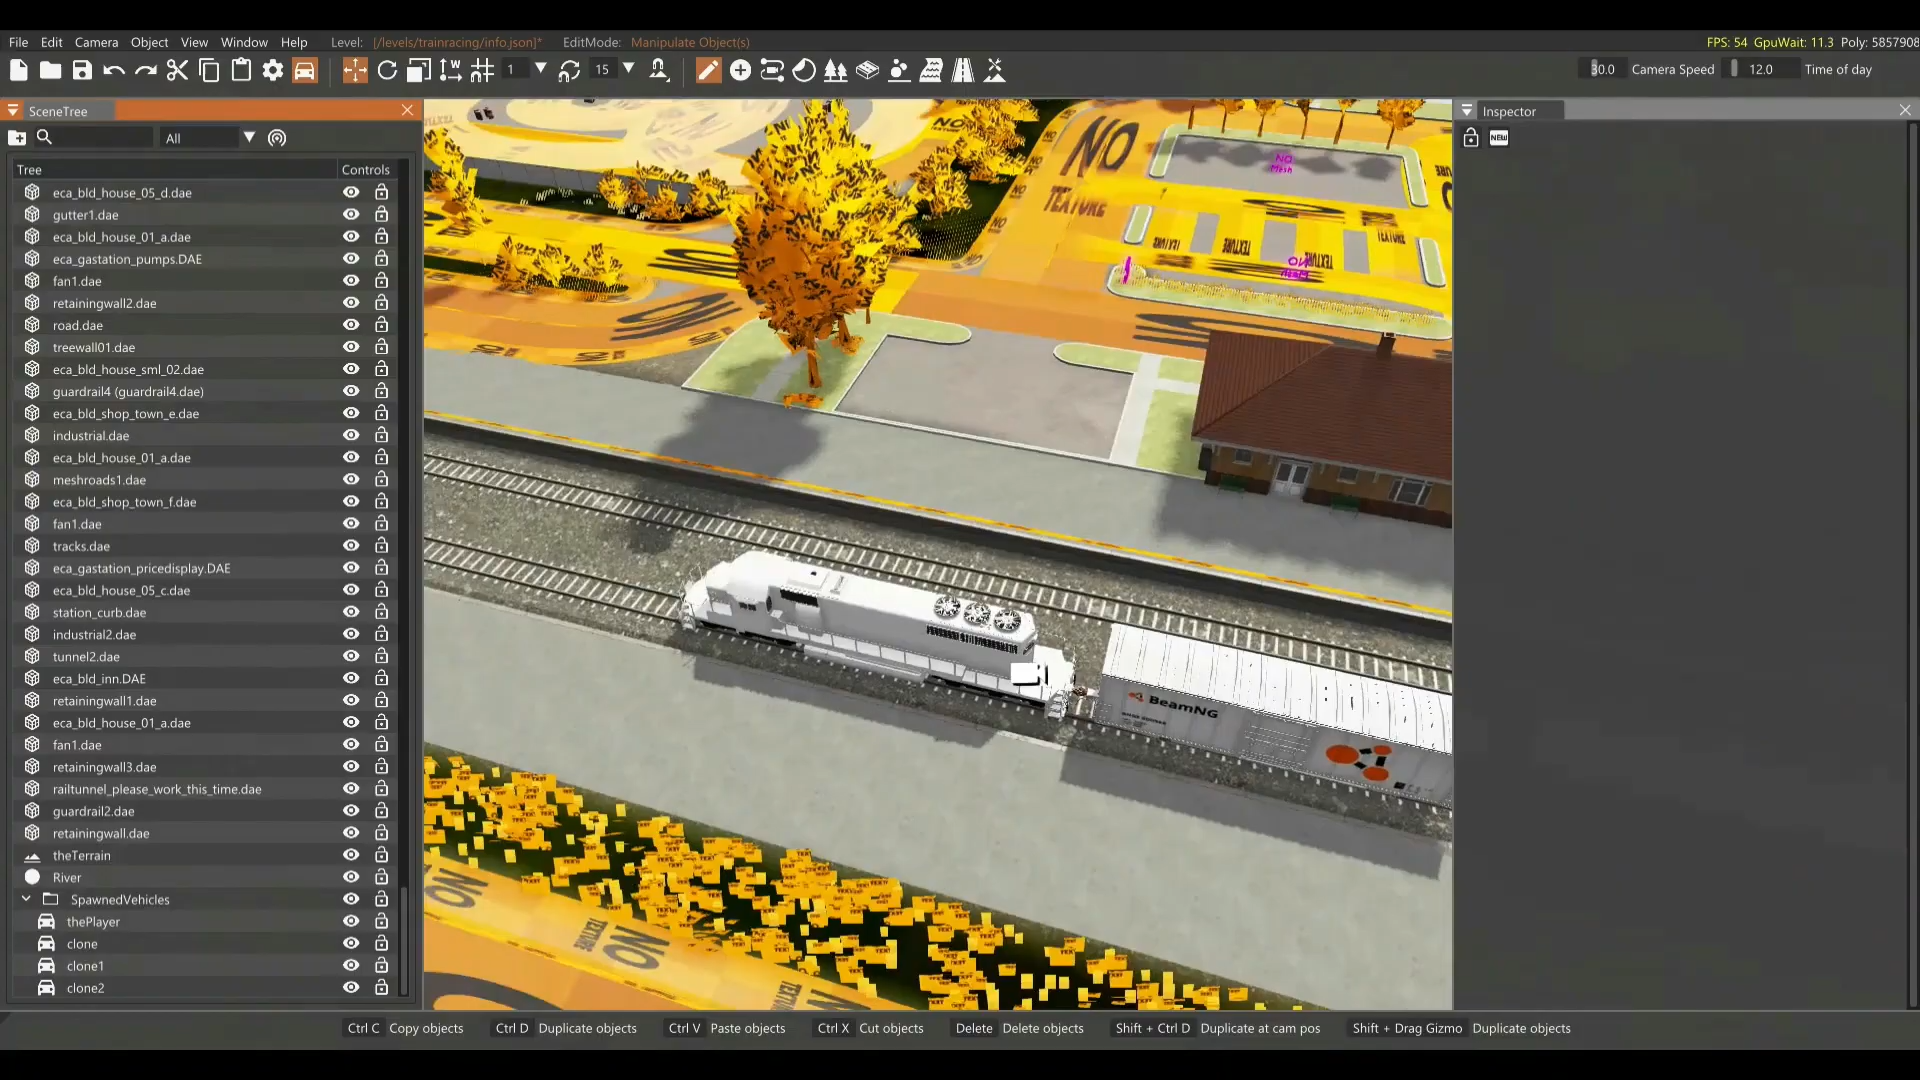 File Edit Camera Object View Window Help Level: [/levels/trainracing/info.json]* EditMode: Manipulate Object(s)
FPS: 54 GpuWait: 11.3 Poly: 5857908
1 15 W
30.0 Camera Speed 12.0 Time of day
SceneTree
All
Tree Controls
eca_bld_house_05_d.dae
gutter1.dae
eca_bld_house_01_a.dae
eca_gastation_pumps.DAE
fan1.dae
retainingwall2.dae
road.dae
treewall01.dae
eca_bld_house_sml_02.dae
guardrail4 (guardrail4.dae)
eca_bld_shop_town_e.dae
industrial.dae
eca_bld_house_01_a.dae
meshroads1.dae
eca_bld_shop_town_f.dae
fan1.dae
tracks.dae
eca_gastation_pricedisplay.DAE
eca_bld_house_05_c.dae
station_curb.dae
industrial2.dae
tunnel2.dae
eca_bld_inn.DAE
retainingwall1.dae
eca_bld_house_01_a.dae
fan1.dae
retainingwall3.dae
railtunnel_please_work_this_time.dae
guardrail2.dae
retainingwall.dae
theTerrain
River
SpawnedVehicles
thePlayer
clone
clone1
clone2
NO
TEXTURE
NO
Mesh
TEXTURE
BeamNG
NO
TEXTURE
NO
Inspector
NEW
Ctrl C Copy objects Ctrl D Duplicate objects Ctrl V Paste objects Ctrl X Cut objects Delete Delete objects Shift + Ctrl D Duplicate at cam pos Shift + Drag Gizmo Duplicate objects